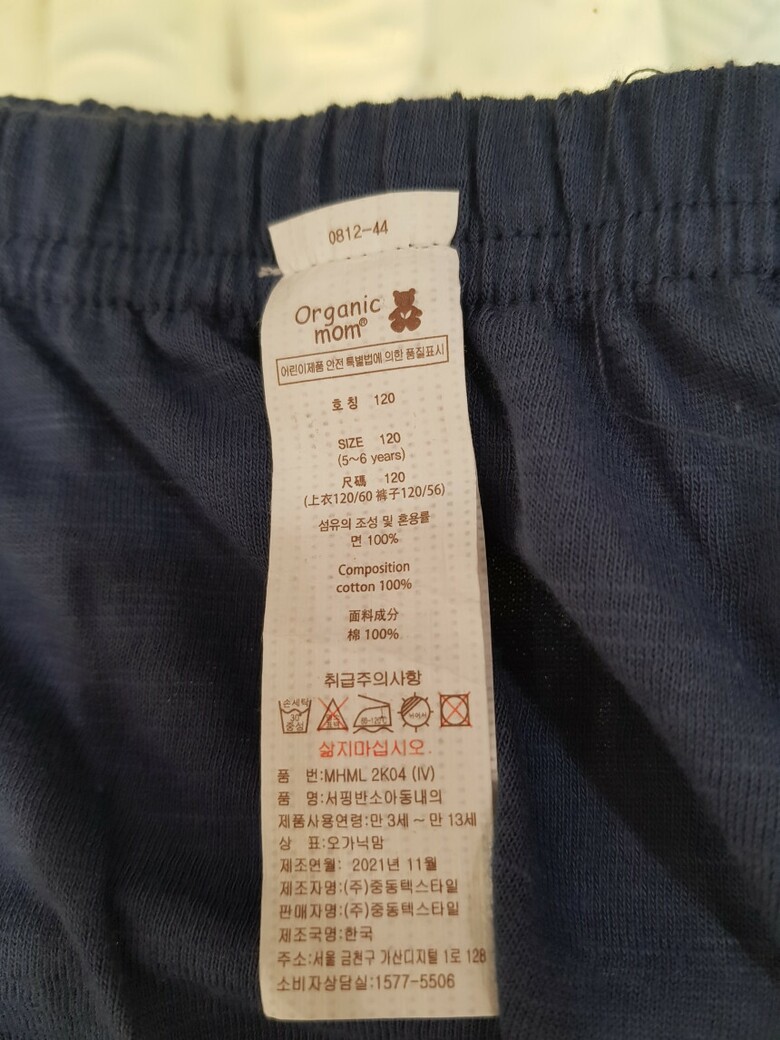 0812-44
Organic
mom®
어린이제품 안전 특별법에 의한 품질표시
호 칭 120
SIZE 120
(5~6 years)
尺碼 120
(上衣120/60 褲子120/56)
섬유의 조성 및 혼용률
면 100%
Composition
cotton 100%
面料成分
棉 100%
취급주의사항
손세탁
30
중성
80~120℃
삶지마십시오.
품 번:MHML 2K04 (IV)
품 명:서핑반소아동내의
제품사용연령:만 3세 ~ 만 13세
상 표:오가닉맘
제조연월: 2021년 11월
제조자명:(주)중동텍스타일
판매자명:(주)중동텍스타일
제조국명:한국
주소:서울 금천구 가산디지털 1로 128
소비자상담실:1577-5506